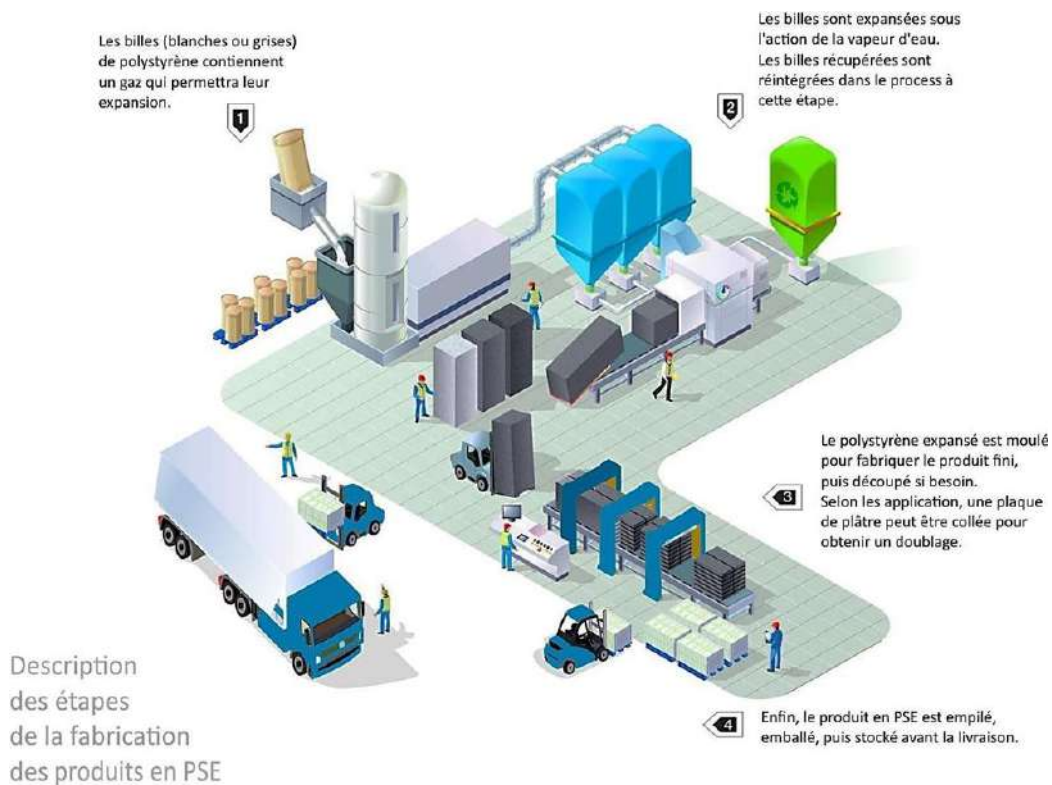 Les billes (blanches ou grises)
de polystyrène contiennent
un gaz qui permettra leur
expansion.
1
Les billes sont expansées sous
l'action de la vapeur d'eau.
Les billes récupérées sont
réintégrées dans le process à
cette étape.
2
Le polystyrène expansé est moulé
pour fabriquer le produit fini,
puis découpé si besoin.
Selon les application, une plaque
de plâtre peut être collée pour
obtenir un doublage.
3
4
Enfin, le produit en PSE est empilé,
emballé, puis stocké avant la livraison.
Description
des étapes
de la fabrication
des produits en PSE